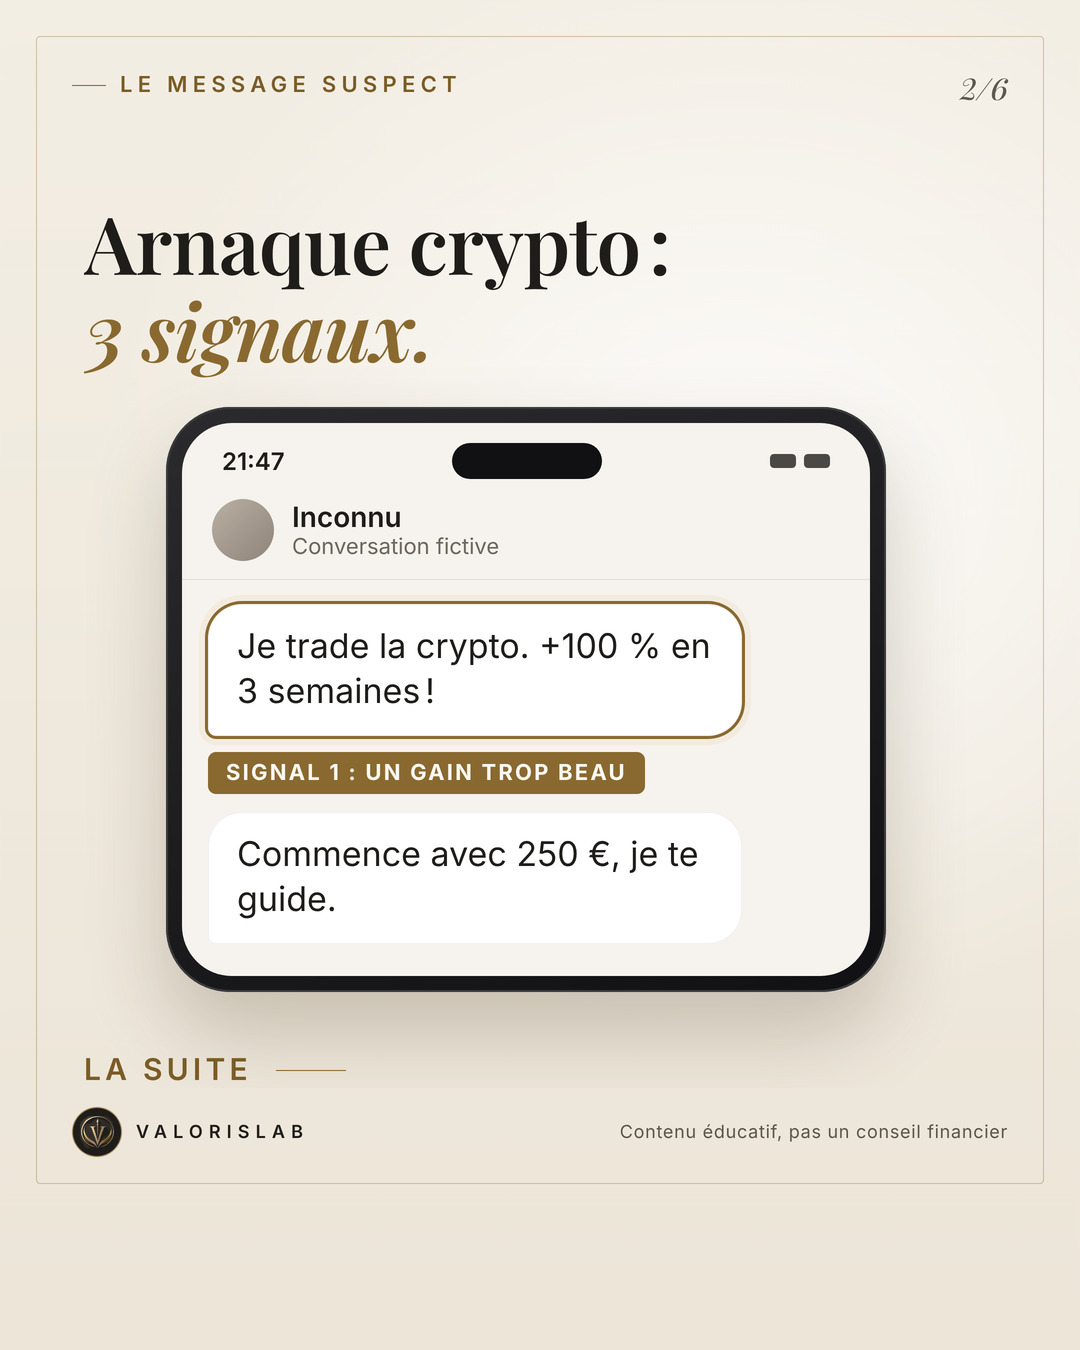 LE MESSAGE SUSPECT
2/6
Arnaque crypto :
3 signaux.
21:47
Inconnu
Conversation fictive
Je trade la crypto. +100 % en
3 semaines !
SIGNAL 1 : UN GAIN TROP BEAU
Commence avec 250 €, je te
guide.
LA SUITE
VALORISLAB
Contenu éducatif, pas un conseil financier